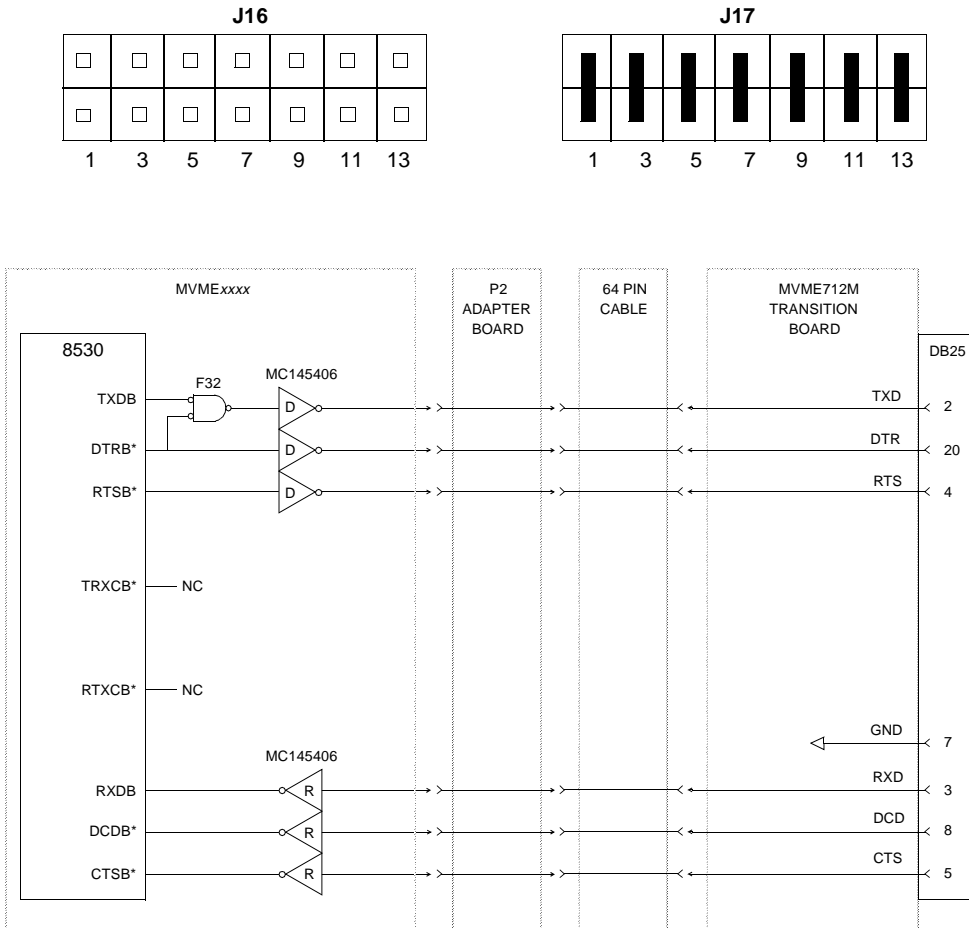 J16
J17
1 3 5 7 9 11 13
1 3 5 7 9 11 13
MVMExxxx
P2
ADAPTER
BOARD
64 PIN
CABLE
MVME712M
TRANSITION
BOARD
8530
DB25
F32
MC145406
TXDB
D
TXD
2
DTRB*
D
DTR
20
RTSB*
D
RTS
4
TRXCB*
NC
RTXCB*
NC
GND
7
MC145406
RXDB
R
RXD
3
DCDB*
R
DCD
8
CTSB*
R
CTS
5